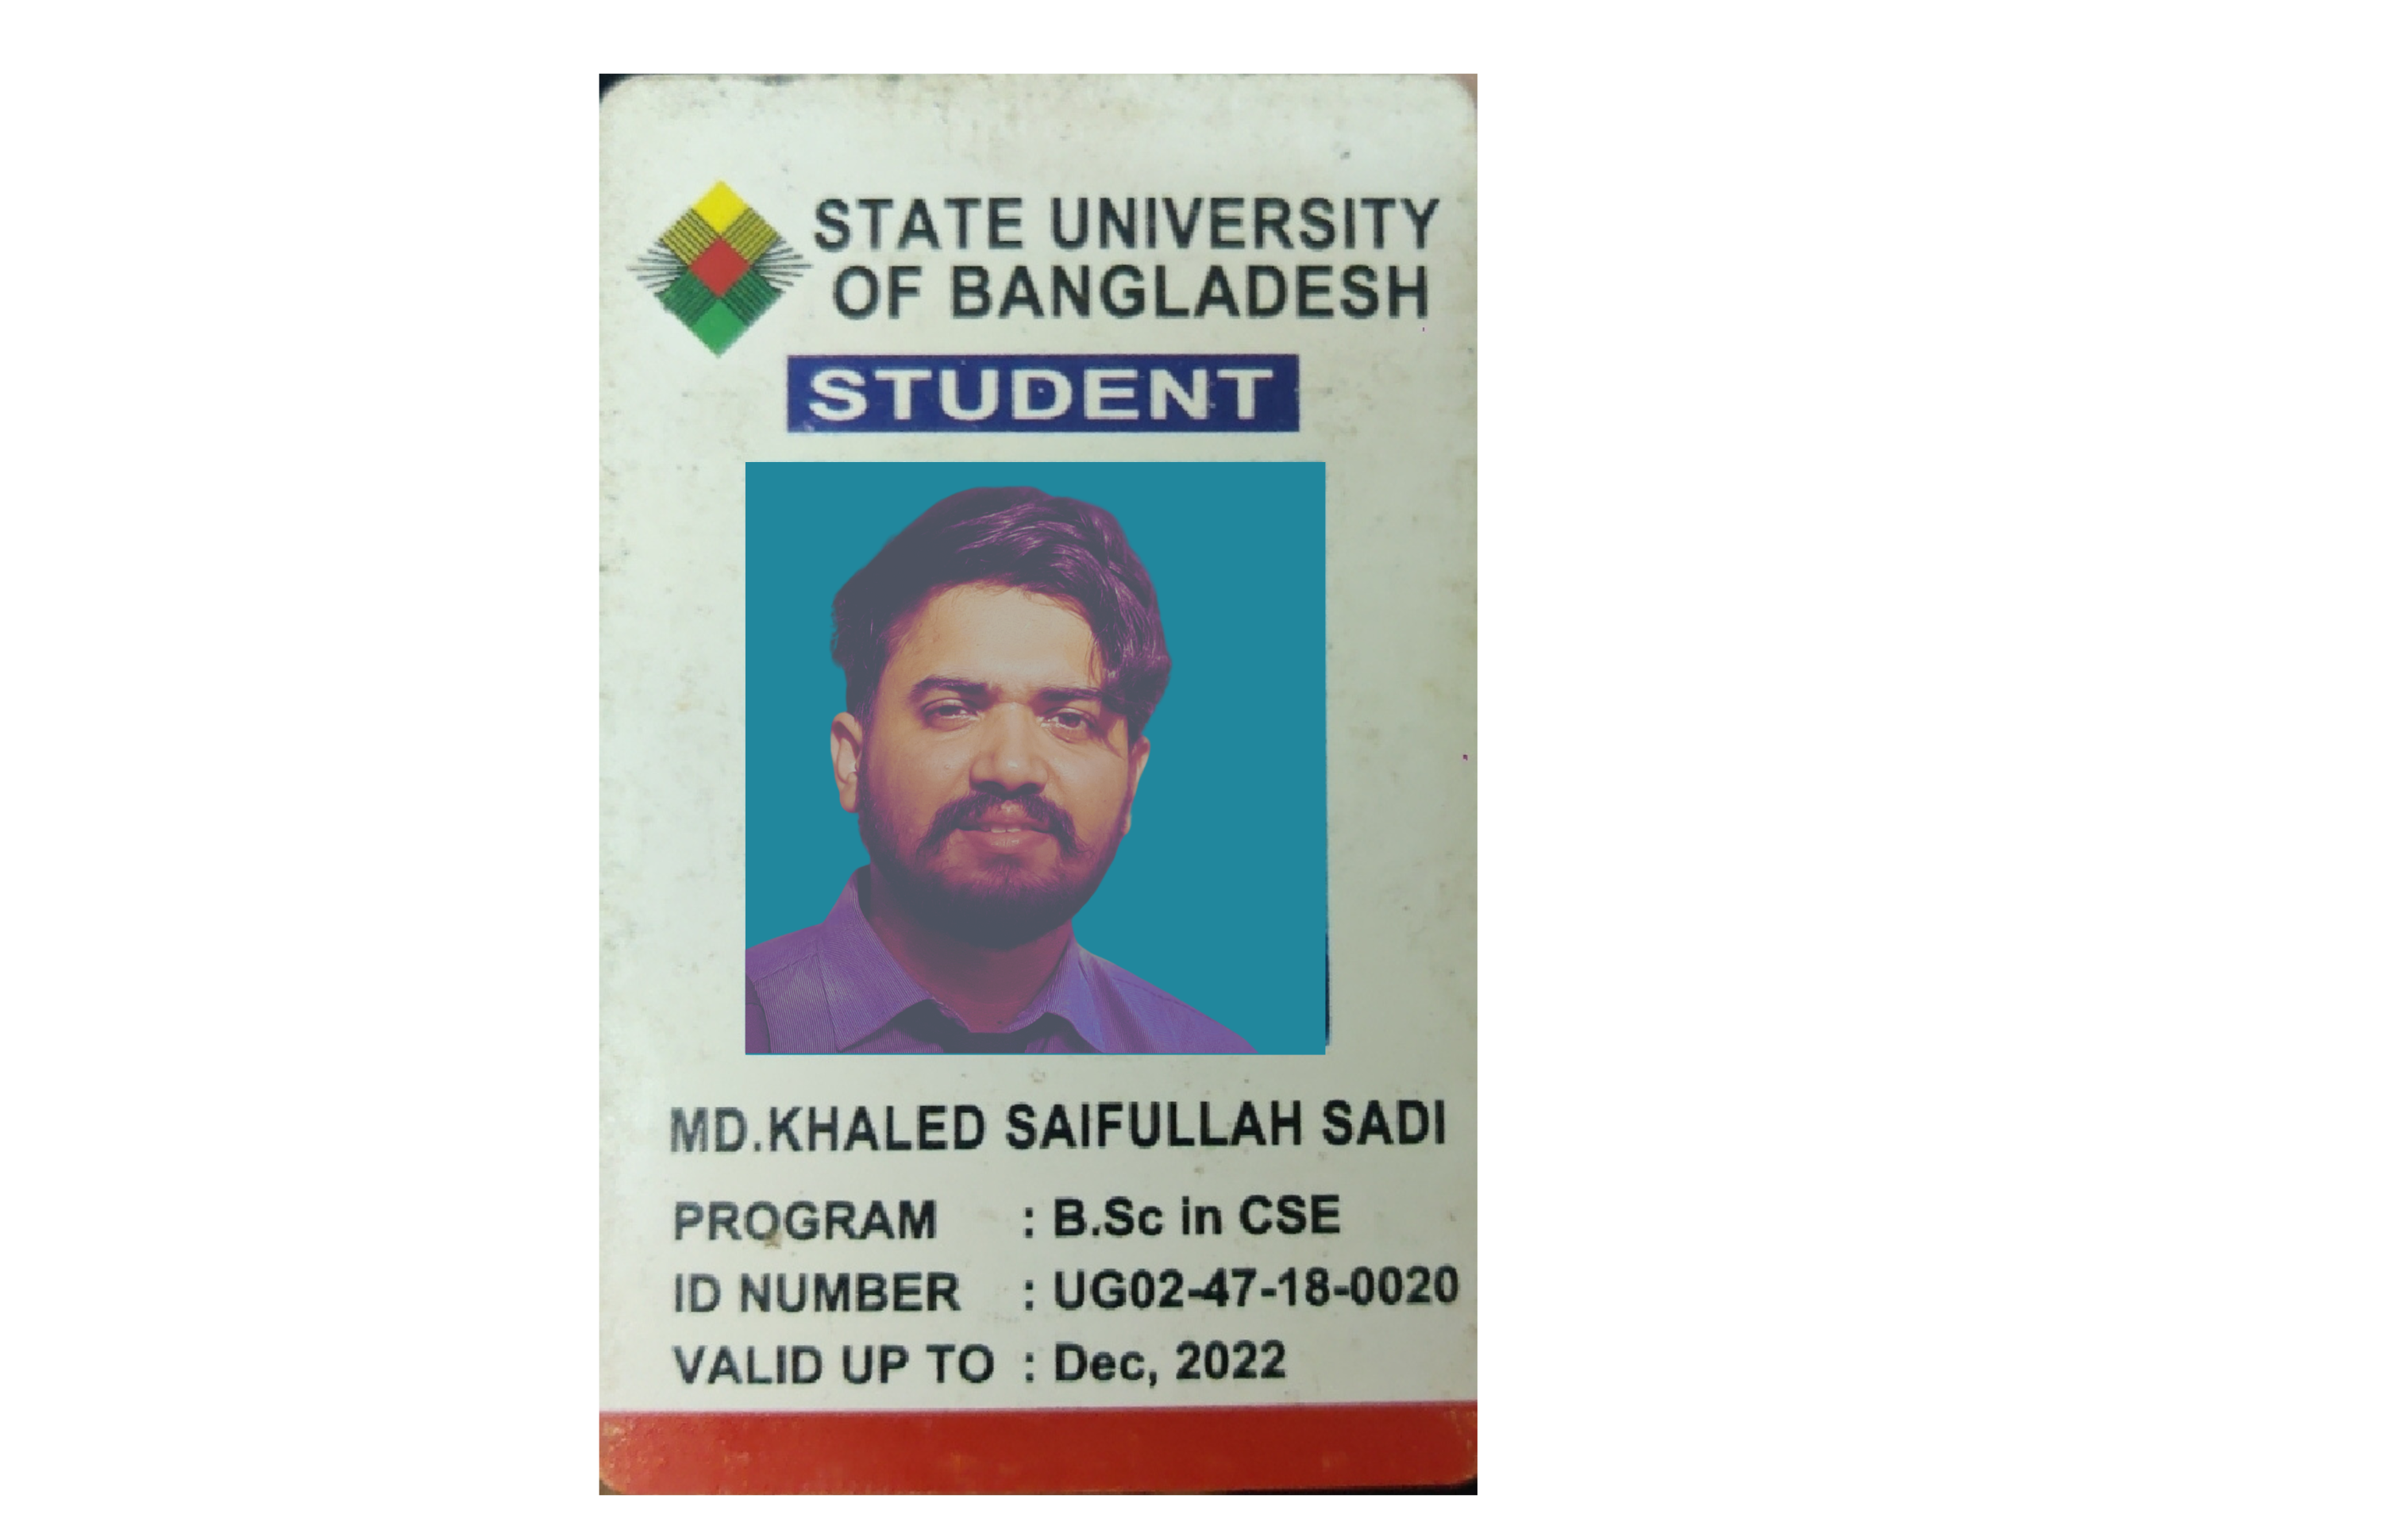 STATE UNIVERSITY
OF BANGLADESH
STUDENT
MD.KHALED SAIFULLAH SADI
PROGRAM : B.Sc in CSE
ID NUMBER : UG02-47-18-0020
VALID UP TO : Dec, 2022